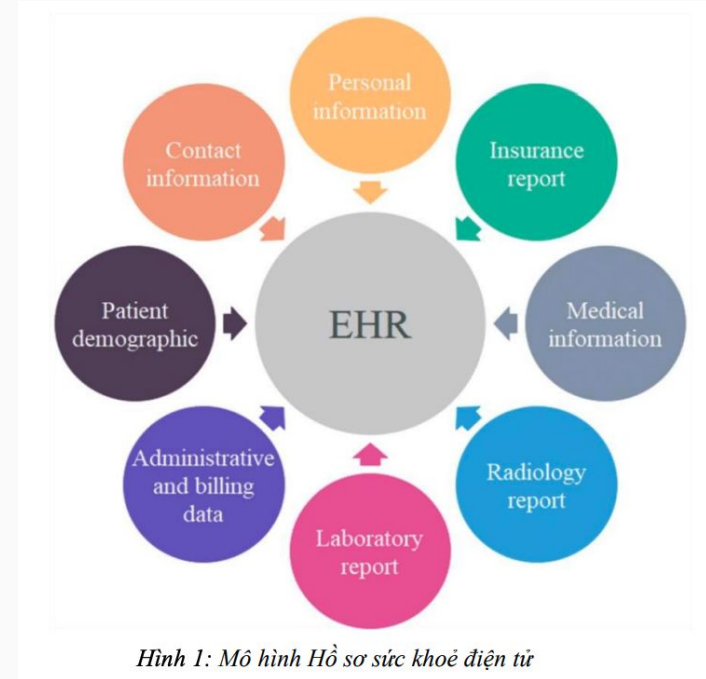 Personal
information
Contact
information
Insurance
report
Patient
demographic
EHR
Medical
information
Administrative
and billing
data
Radiology
report
Laboratory
report
Hình 1: Mô hình Hồ sơ sức khoẻ điện tử